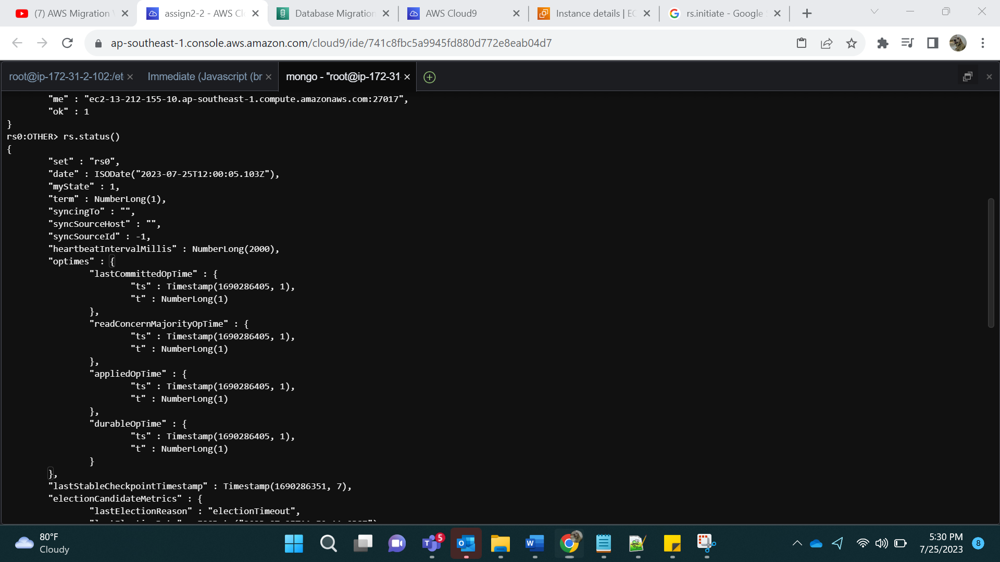 (7) AWS Migration
assign2-2 - AWS Cl
Database Migration
AWS Cloud9
Instance details | EC
rs.initiate - Google
ap-southeast-1.console.aws.amazon.com/cloud9/ide/741c8fbc5a9945fd880d772e8eab04d7
root@ip-172-31-2-102:/et
Immediate (Javascript (br
mongo - "root@ip-172-31
"me" : "ec2-13-212-155-10.ap-southeast-1.compute.amazonaws.com:27017",
"ok" : 1
}
rs0:OTHER> rs.status()
{
"set" : "rs0",
"date" : ISODate("2023-07-25T12:00:05.103Z"),
"myState" : 1,
"term" : NumberLong(1),
"syncingTo" : "",
"syncSourceHost" : "",
"syncSourceId" : -1,
"heartbeatIntervalMillis" : NumberLong(2000),
"optimes" : {
"lastCommittedOpTime" : {
"ts" : Timestamp(1690286405, 1),
"t" : NumberLong(1)
},
"readConcernMajorityOpTime" : {
"ts" : Timestamp(1690286405, 1),
"t" : NumberLong(1)
},
"appliedOpTime" : {
"ts" : Timestamp(1690286405, 1),
"t" : NumberLong(1)
},
"durableOpTime" : {
"ts" : Timestamp(1690286405, 1),
"t" : NumberLong(1)
}
},
"lastStableCheckpointTimestamp" : Timestamp(1690286351, 7),
"electionCandidateMetrics" : {
"lastElectionReason" : "electionTimeout",
80°F
Cloudy
5
5:30 PM
7/25/2023
8